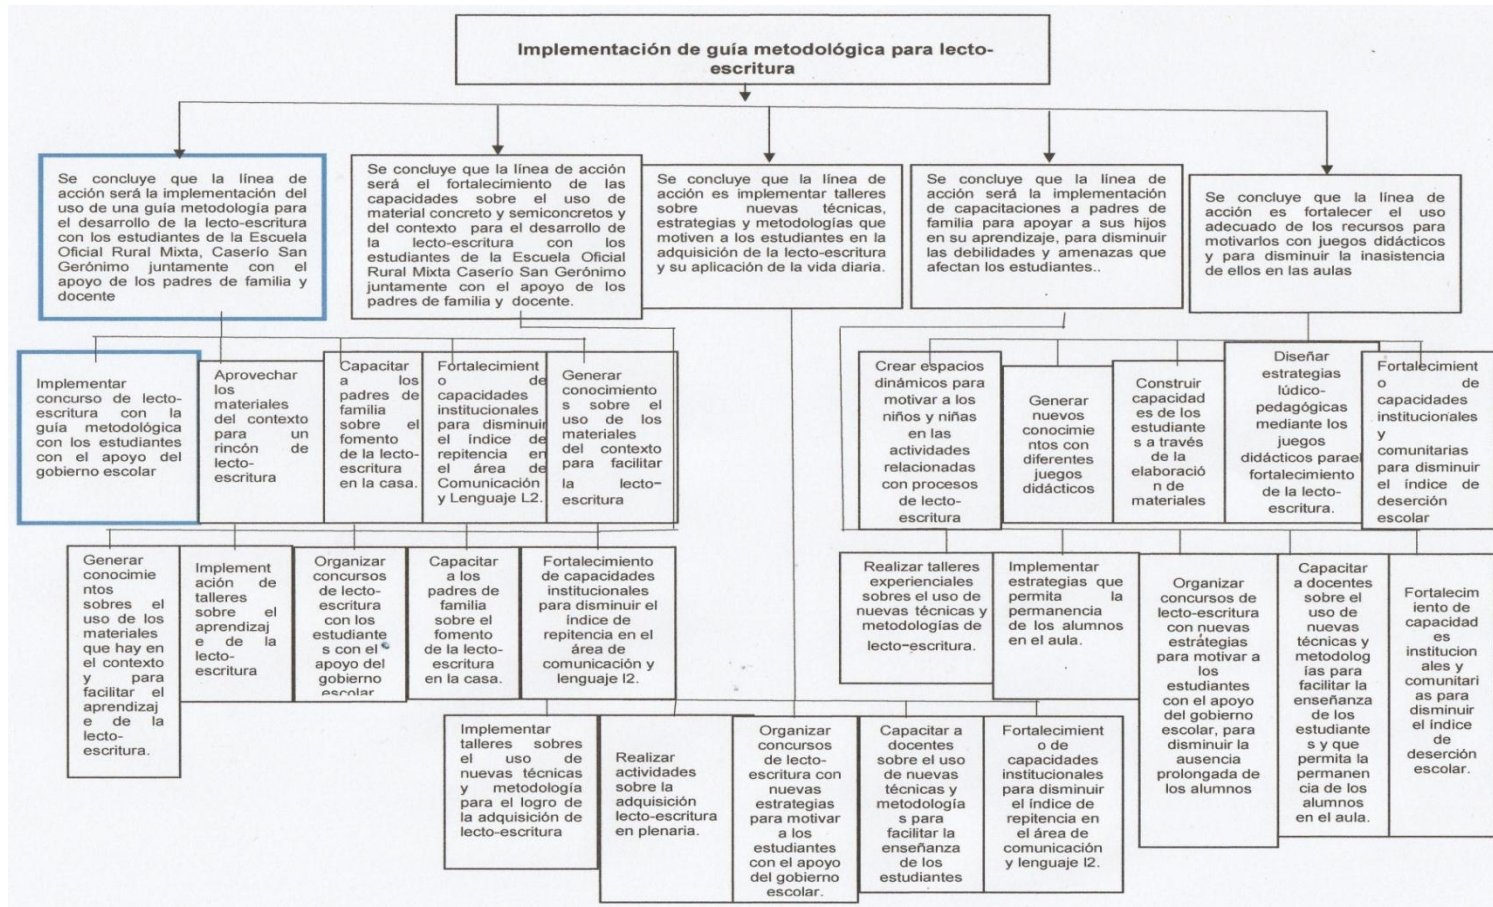 Implementación de guía metodológica para lecto-
escritura
Se concluye que la línea de
acción será la implementación del
uso de una guía metodología para
el desarrollo de la lecto-escritura
con los estudiantes de la Escuela
Oficial Rural Mixta, Caserío San
Gerónimo juntamente con el
apoyo de los padres de familia y
docente
Se concluye que la línea de acción
será el fortalecimiento de las
capacidades sobre el uso de
material concreto y semiconcretos y
del contexto para el desarrollo de
la lecto-escritura con los
estudiantes de la Escuela Oficial
Rural Mixta Caserío San Gerónimo
juntamente con el apoyo de los
padres de familia y docente.
Se concluye que la línea de
acción es implementar talleres
sobre nuevas técnicas,
estrategias y metodologías que
motiven a los estudiantes en la
adquisición de la lecto-escritura
y su aplicación de la vida diaria.
Se concluye que la línea de
acción será la implementación
de capacitaciones a padres de
familia para apoyar a sus hijos
en su aprendizaje, para disminuir
las debilidades y amenazas que
afectan los estudiantes..
Se concluye que la línea de
acción es fortalecer el uso
adecuado de los recursos para
motivarlos con juegos didácticos
y para disminuir la inasistencia
de ellos en las aulas
Implementar
concurso de lecto-
escritura con la
guía metodológica
con los estudiantes
con el apoyo del
gobierno escolar
Aprovechar
los
materiales
del contexto
para un
rincón de
lecto-
escritura
Capacitar
a los
padres de
familia
sobre el
fomento
de la lecto-
escritura
en la casa.
Fortalecimient
o de
capacidades
institucionales
para disminuir
el índice de
repitencia en
el área de
Comunicación
y Lenguaje L2.
Generar
conocimiento
s sobre el
uso de los
materiales
del contexto
para facilitar
la lecto-
escritura
Crear espacios
dinámicos para
motivar a los
niños y niñas
en las
actividades
relacionadas
con procesos
de lecto-
escritura
Generar
nuevos
conocimie
ntos con
diferentes
juegos
didácticos
Construir
capacidad
es de los
estudiante
s a través
de la
elaboració
n de
materiales
Diseñar
estrategias
lúdico-
pedagógicas
mediante los
juegos
didácticos parael
fortalecimiento
de la lecto-
escritura.
Fortalecimient
o de
capacidades
institucionales
y
comunitarias
para disminuir
el índice de
deserción
escolar
Generar
conocimie
ntos
sobres el
uso de los
materiales
que hay en
el contexto
y para
facilitar el
aprendizaj
e de la
lecto-
escritura.
Implement
ación de
talleres
sobre el
aprendizaj
e de la
lecto-
escritura
Organizar
concursos
de lecto-
escritura
con los
estudiante
s con el
apoyo del
gobierno
escolar
Capacitar
a los
padres de
familia
sobre el
fomento
de la lecto-
escritura
en la casa.
Fortalecimiento
de capacidades
institucionales
para disminuir el
índice de
repitencia en el
área de
comunicación y
lenguaje l2.
Realizar talleres
experienciales
sobres el uso de
nuevas técnicas y
metodologías de
lecto-escritura.
Implementar
estrategias que
permita la
permanencia
de los alumnos
en el aula.
Organizar
concursos de
lecto-escritura
con nuevas
estrátegias
para motivar a
los
estudiantes
con el apoyo
del gobierno
escolar, para
disminuir la
ausencia
prolongada de
los alumnos
Capacitar
a docentes
sobre el
uso de
nuevas
técnicas y
metodolog
ías para
facilitar la
enseñanza
de los
estudiante
s y que
permita la
permanen
cia de los
alumnos
en el aula.
Fortalecim
iento de
capacidad
es
institucion
ales y
comunitari
as para
disminuir
el índice
de
deserción
escolar.
Implementar
talleres sobres
el uso de
nuevas técnicas
y metodología
para el logro de
la adquisición de
lecto-escritura
Realizar
actividades
sobre la
adquisición
lecto-escritura
en plenaria.
Organizar
concursos
de lecto-
escritura con
nuevas
estrategias
para motivar
a los
estudiantes
con el apoyo
del gobierno
escolar.
Capacitar a
docentes
sobre el uso
de nuevas
técnicas y
metodología
s para
facilitar la
enseñanza
de los
estudiantes
Fortalecimient
o de
capacidades
institucionales
para disminuir
el índice de
repitencia en
el área de
comunicación
y lenguaje l2.